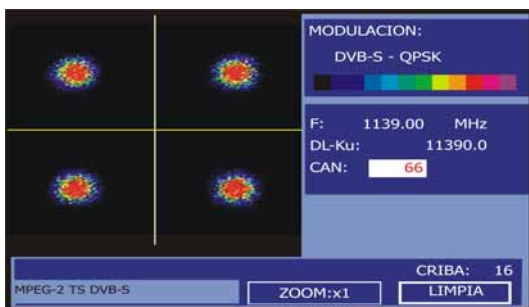 MODULACION:
DVB-S - QPSK
F: 1139.00 MHz
DL-Ku: 11390.0
CAN: 66
CRIBA: 16
MPEG-2 TS DVB-S
ZOOM:x1
LIMPIA